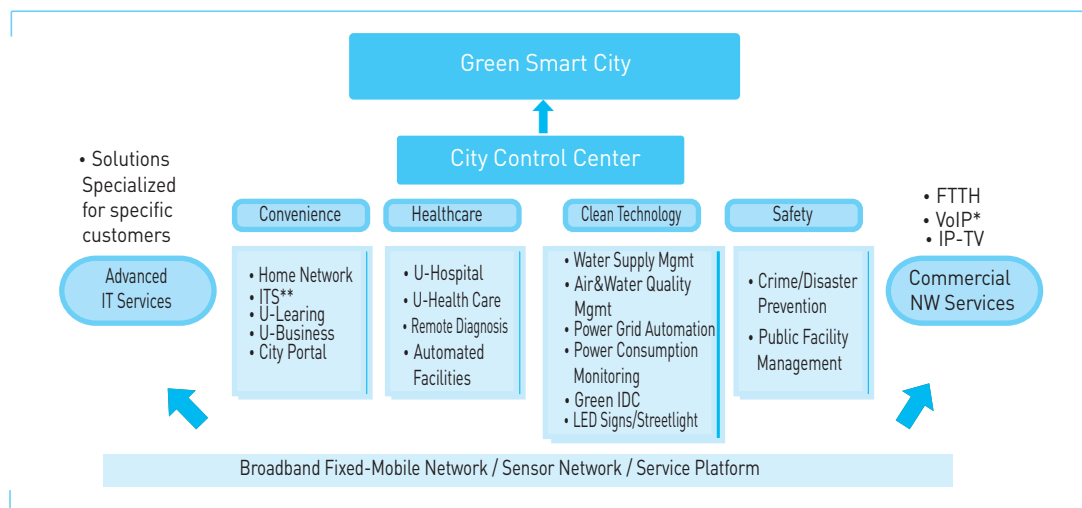 Green Smart City
City Control Center
• Solutions
Specialized
for specific
customers
Advanced
IT Services
Convenience
• Home Network
• ITS**
• U-Learing
• U-Business
• City Portal
Healthcare
• U-Hospital
• U-Health Care
• Remote Diagnosis
• Automated
Facilities
Clean Technology
• Water Supply Mgmt
• Air&Water Quality
Mgmt
• Power Grid Automation
• Power Consumption
Monitoring
• Green IDC
• LED Signs/Streetlight
Safety
• Crime/Disaster
Prevention
• Public Facility
Management
• FTTH
• VoIP*
• IP-TV
Commercial
NW Services
Broadband Fixed-Mobile Network / Sensor Network / Service Platform